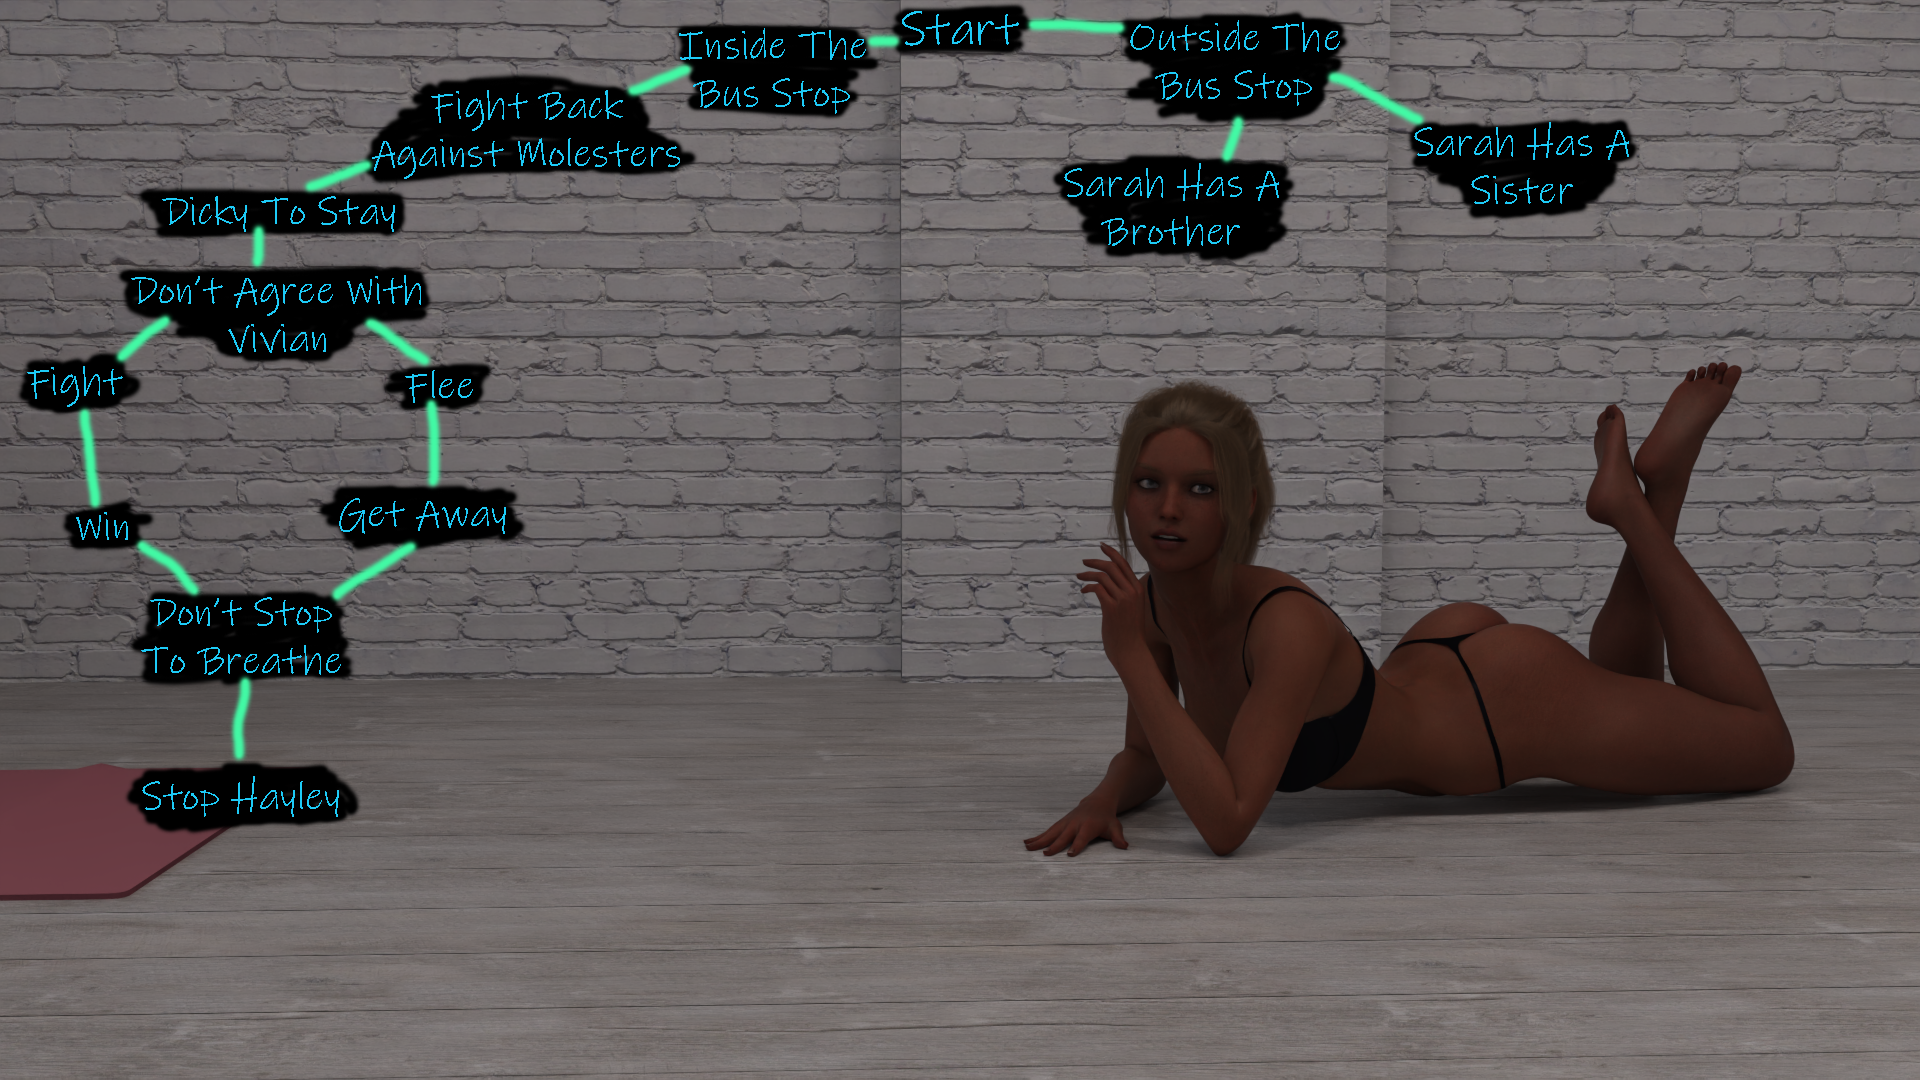 Start
Inside The
Bus Stop
Outside The
Bus Stop
Fight Back
Against Molesters
Sarah Has A
Sister
Sarah Has A
Brother
Dicky To Stay
Don't Agree With
Vivian
Fight
Flee
Win
Get Away
Don't Stop
To Breathe
Stop Hayley